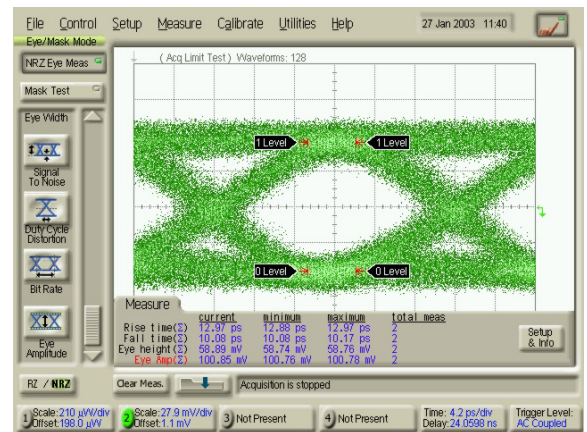 File Control Setup Measure Calibrate Utilities Help 27 Jan 2003 11:40
Eye/Mask Mode
NRZ Eye Meas
Mask Test
Eye Width
Signal
To Noise
Duty Cycle
Distortion
Bit Rate
Eye
Amplitude
RZ / NRZ
( Acq Limit Test ) Waveforms: 128
1 Level 1 Level
0 Level 0 Level
Measure
current minimum maximum total meas
Rise time(Σ) 12.97 ps 12.88 ps 12.97 ps 2
Fall time(Σ) 10.08 ps 10.08 ps 10.17 ps 2
Eye height(Σ) 58.89 mV 58.74 mV 58.76 mV 2
Eye Amp(Σ) 100.85 mV 100.76 mV 100.78 mV 2
Setup
& Info
Clear Meas. Acquisition is stopped
1) Scale:210 µW/div
Offset:198.0 µW
2) Scale:27.9 mV/div
Offset:1.1 mV
3) Not Present
4) Not Present
Time: 4.2 ps/div
Delay:24.0598 ns
Trigger Level:
AC Coupled